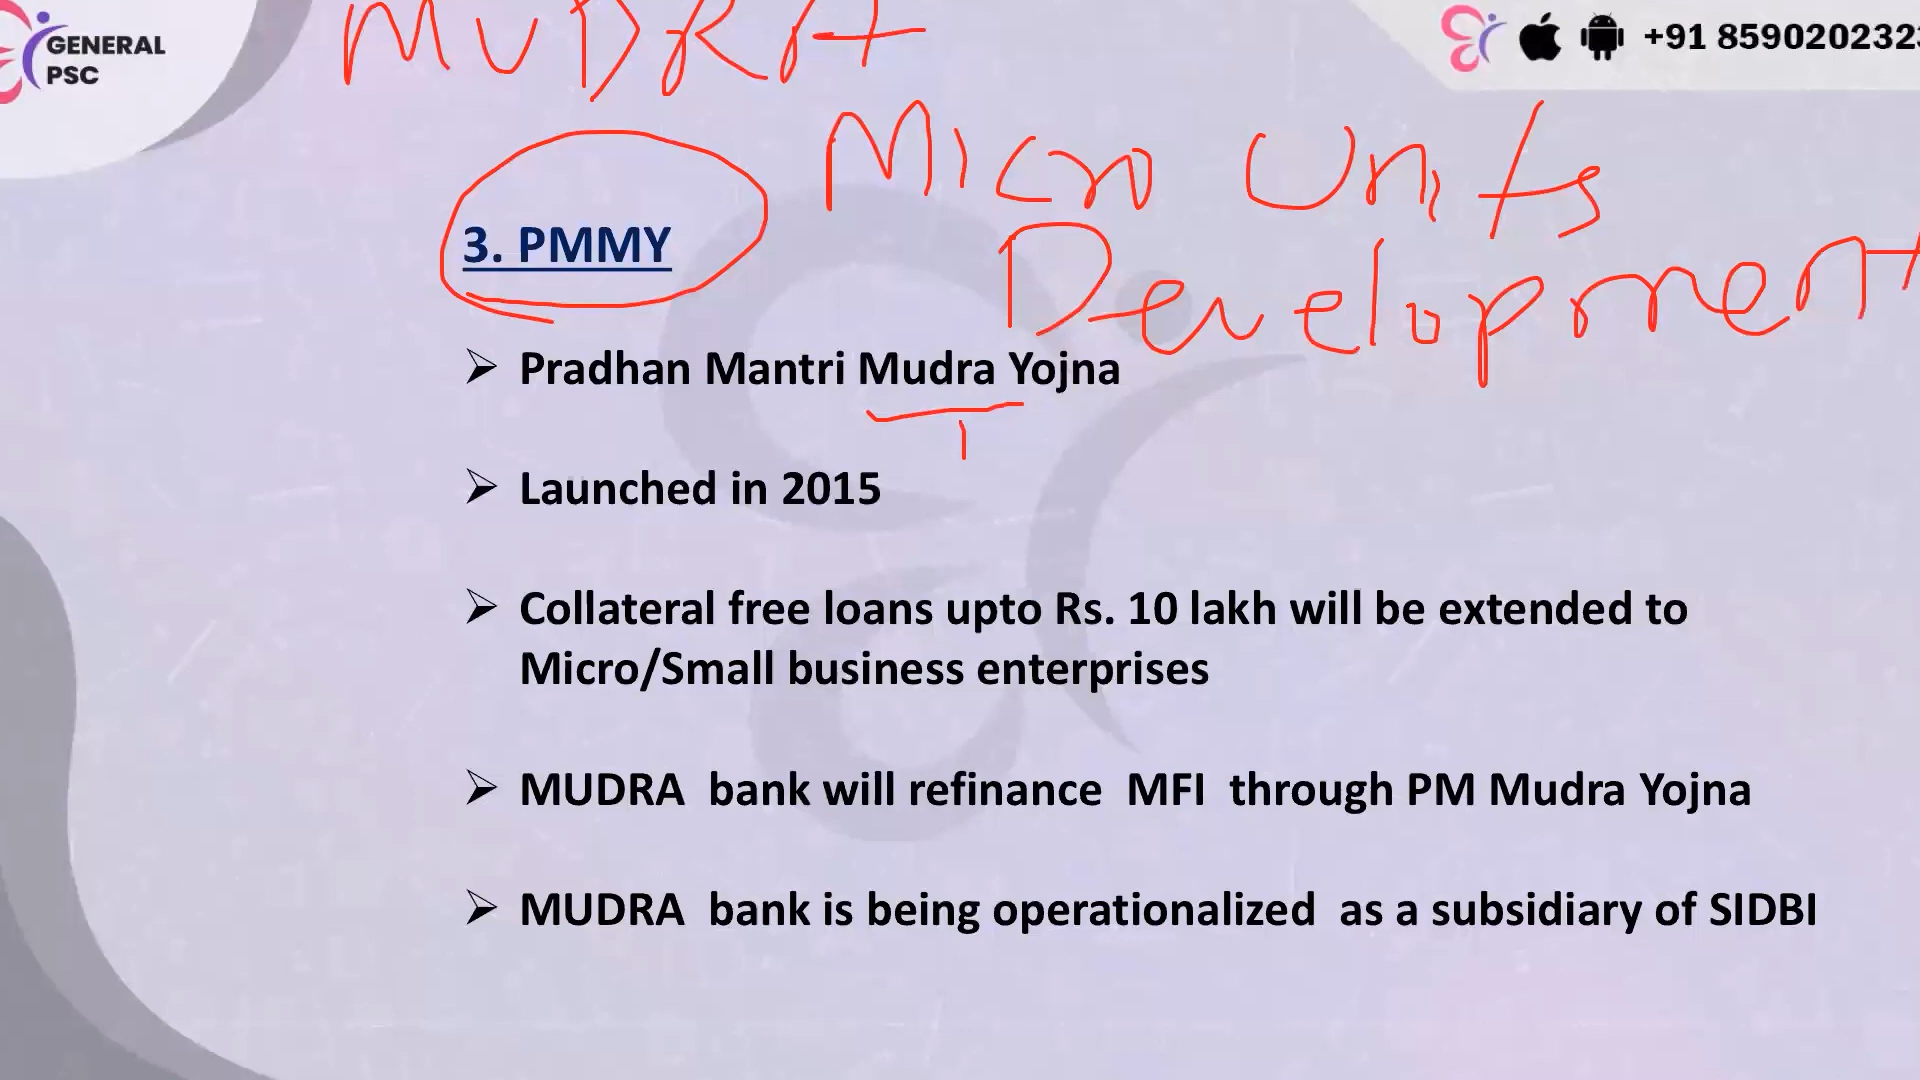 GENERAL
PSC
MUDRA
+91 859020232
Micro Units
Development
3. PMMY
➢ Pradhan Mantri Mudra Yojna
➢ Launched in 2015
➢ Collateral free loans upto Rs. 10 lakh will be extended to
Micro/Small business enterprises
➢ MUDRA bank will refinance MFI through PM Mudra Yojna
➢ MUDRA bank is being operationalized as a subsidiary of SIDBI